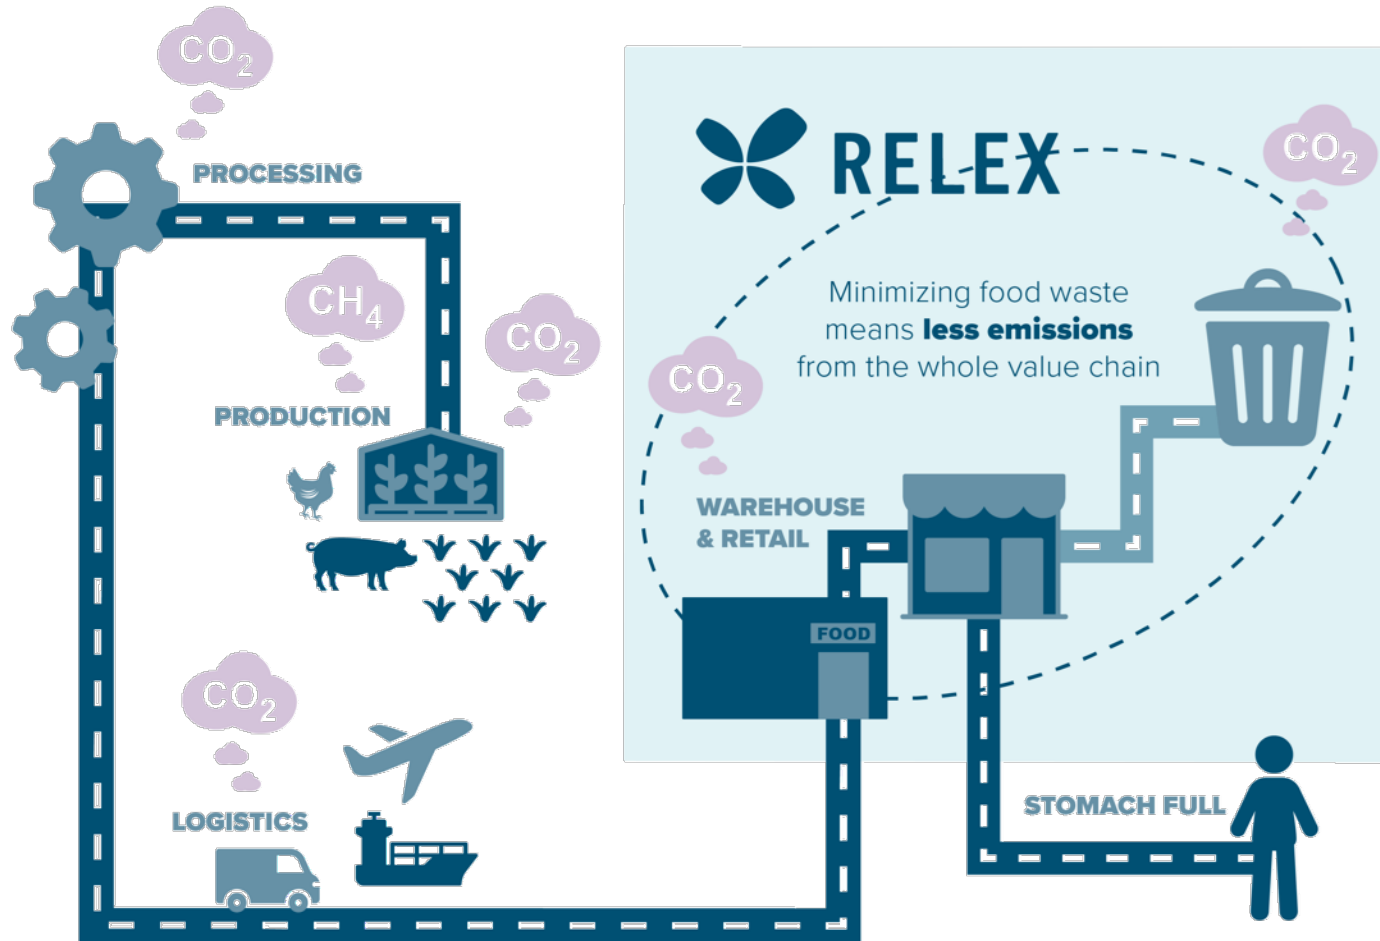 CO2
PROCESSING
CH4
CO2
PRODUCTION
CO2
LOGISTICS
RELEX
CO2
Minimizing food waste
means less emissions
from the whole value chain
CO2
WAREHOUSE
& RETAIL
FOOD
STOMACH FULL